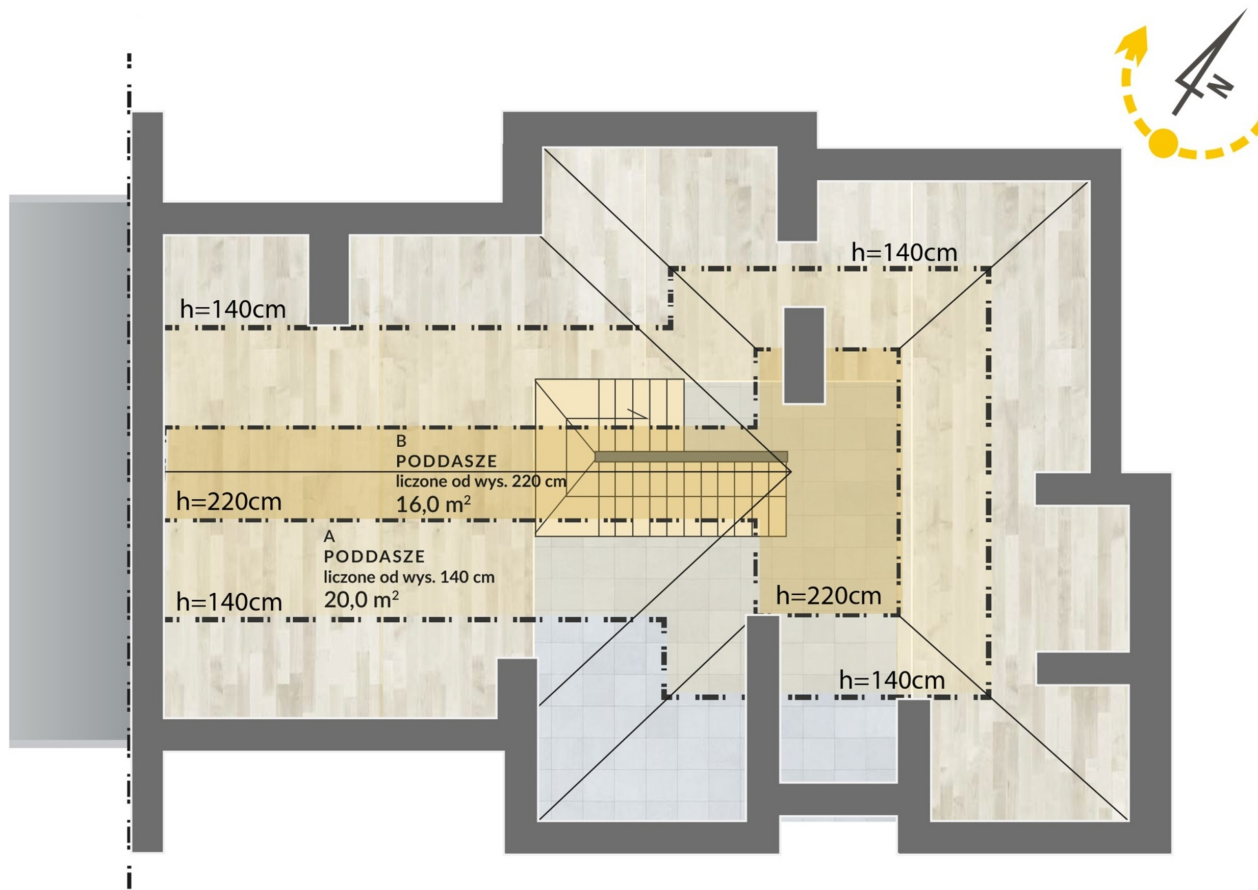 N
h=140cm
h=140cm
B
PODDASZE
liczone od wys. 220 cm
16,0 m²
h=220cm
A
PODDASZE
liczone od wys. 140 cm
20,0 m²
h=140cm
h=220cm
h=140cm